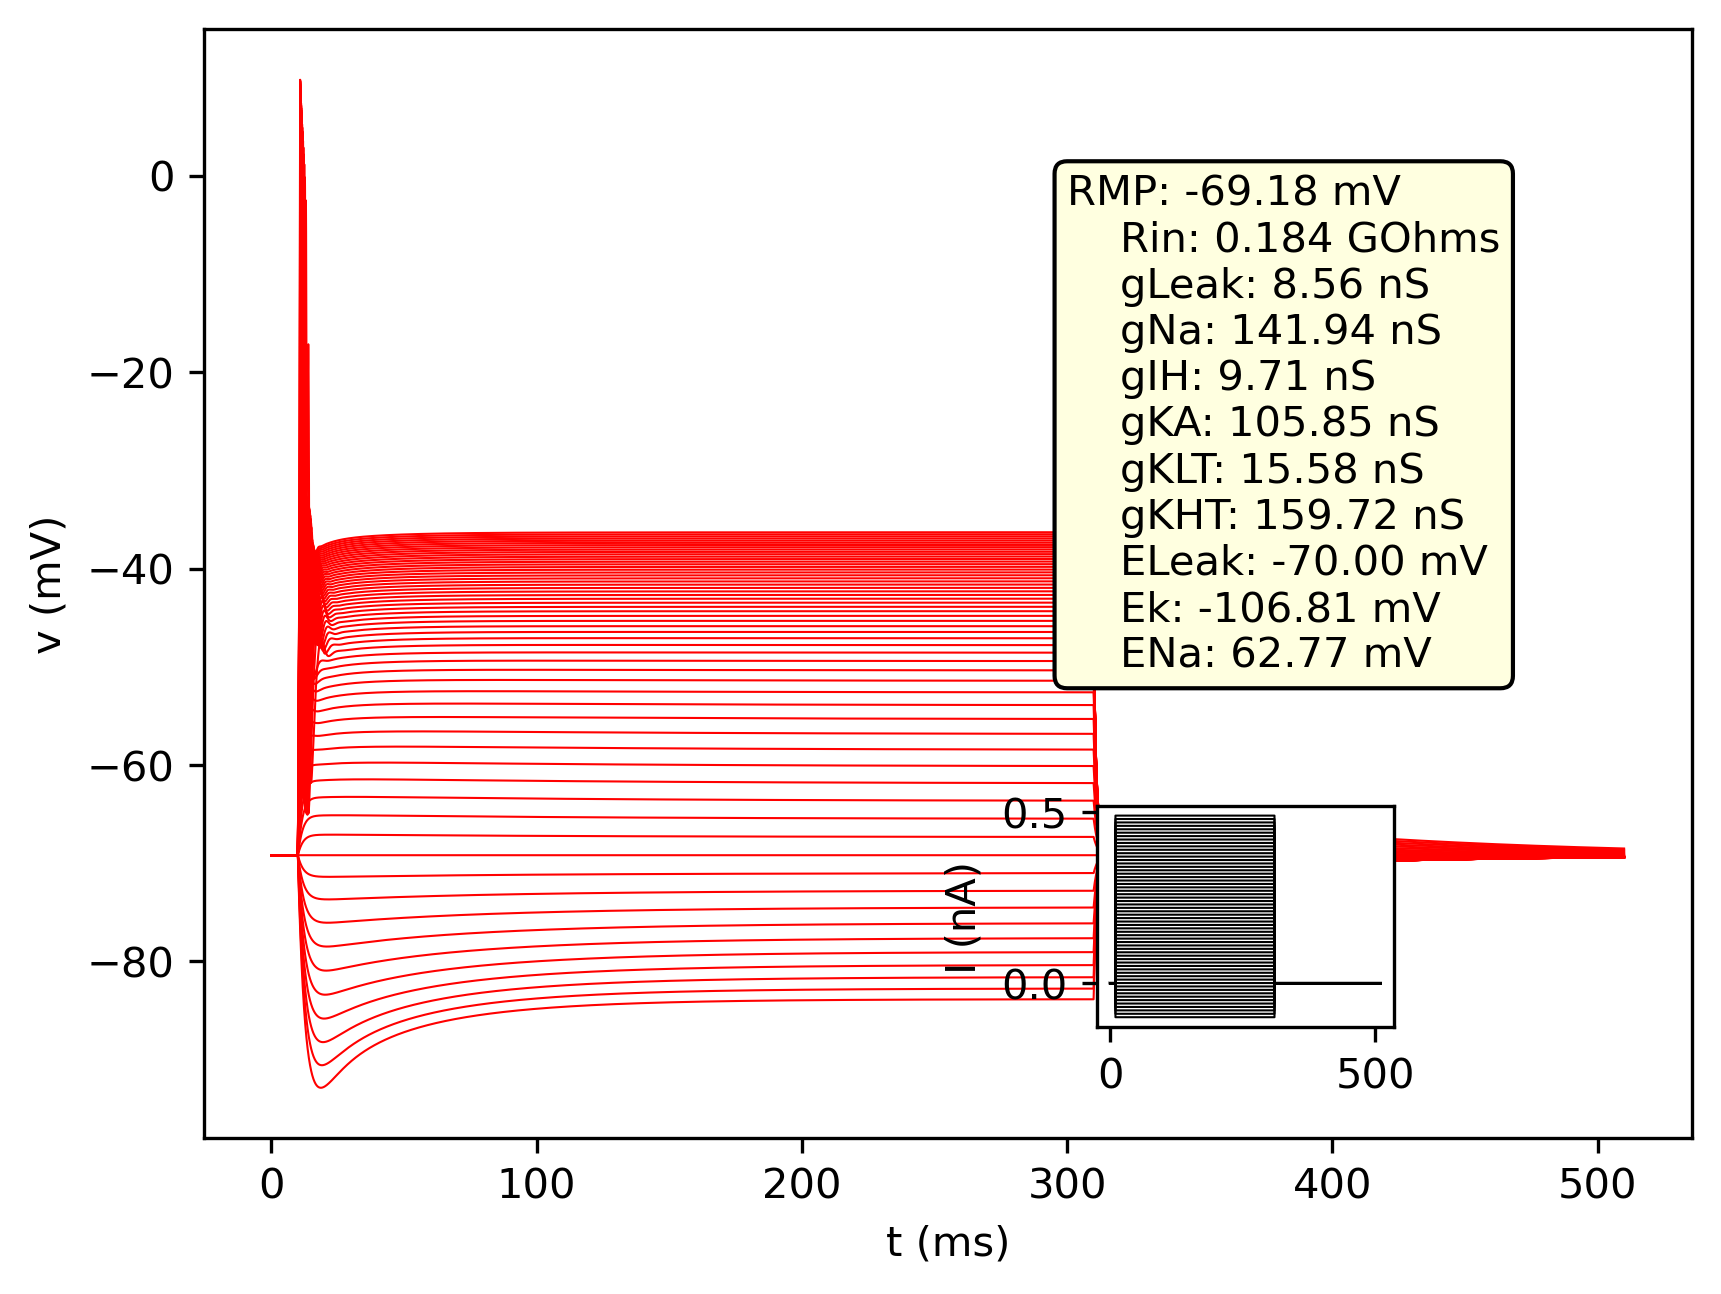 v (mV)
0
−20
−40
−60
−80
RMP: -69.18 mV
Rin: 0.184 GOhms
gLeak: 8.56 nS
gNa: 141.94 nS
gIH: 9.71 nS
gKA: 105.85 nS
gKLT: 15.58 nS
gKHT: 159.72 nS
ELeak: -70.00 mV
Ek: -106.81 mV
ENa: 62.77 mV
I (nA)
0.5
0.0
0 500
0 100 200 300 400 500
t (ms)